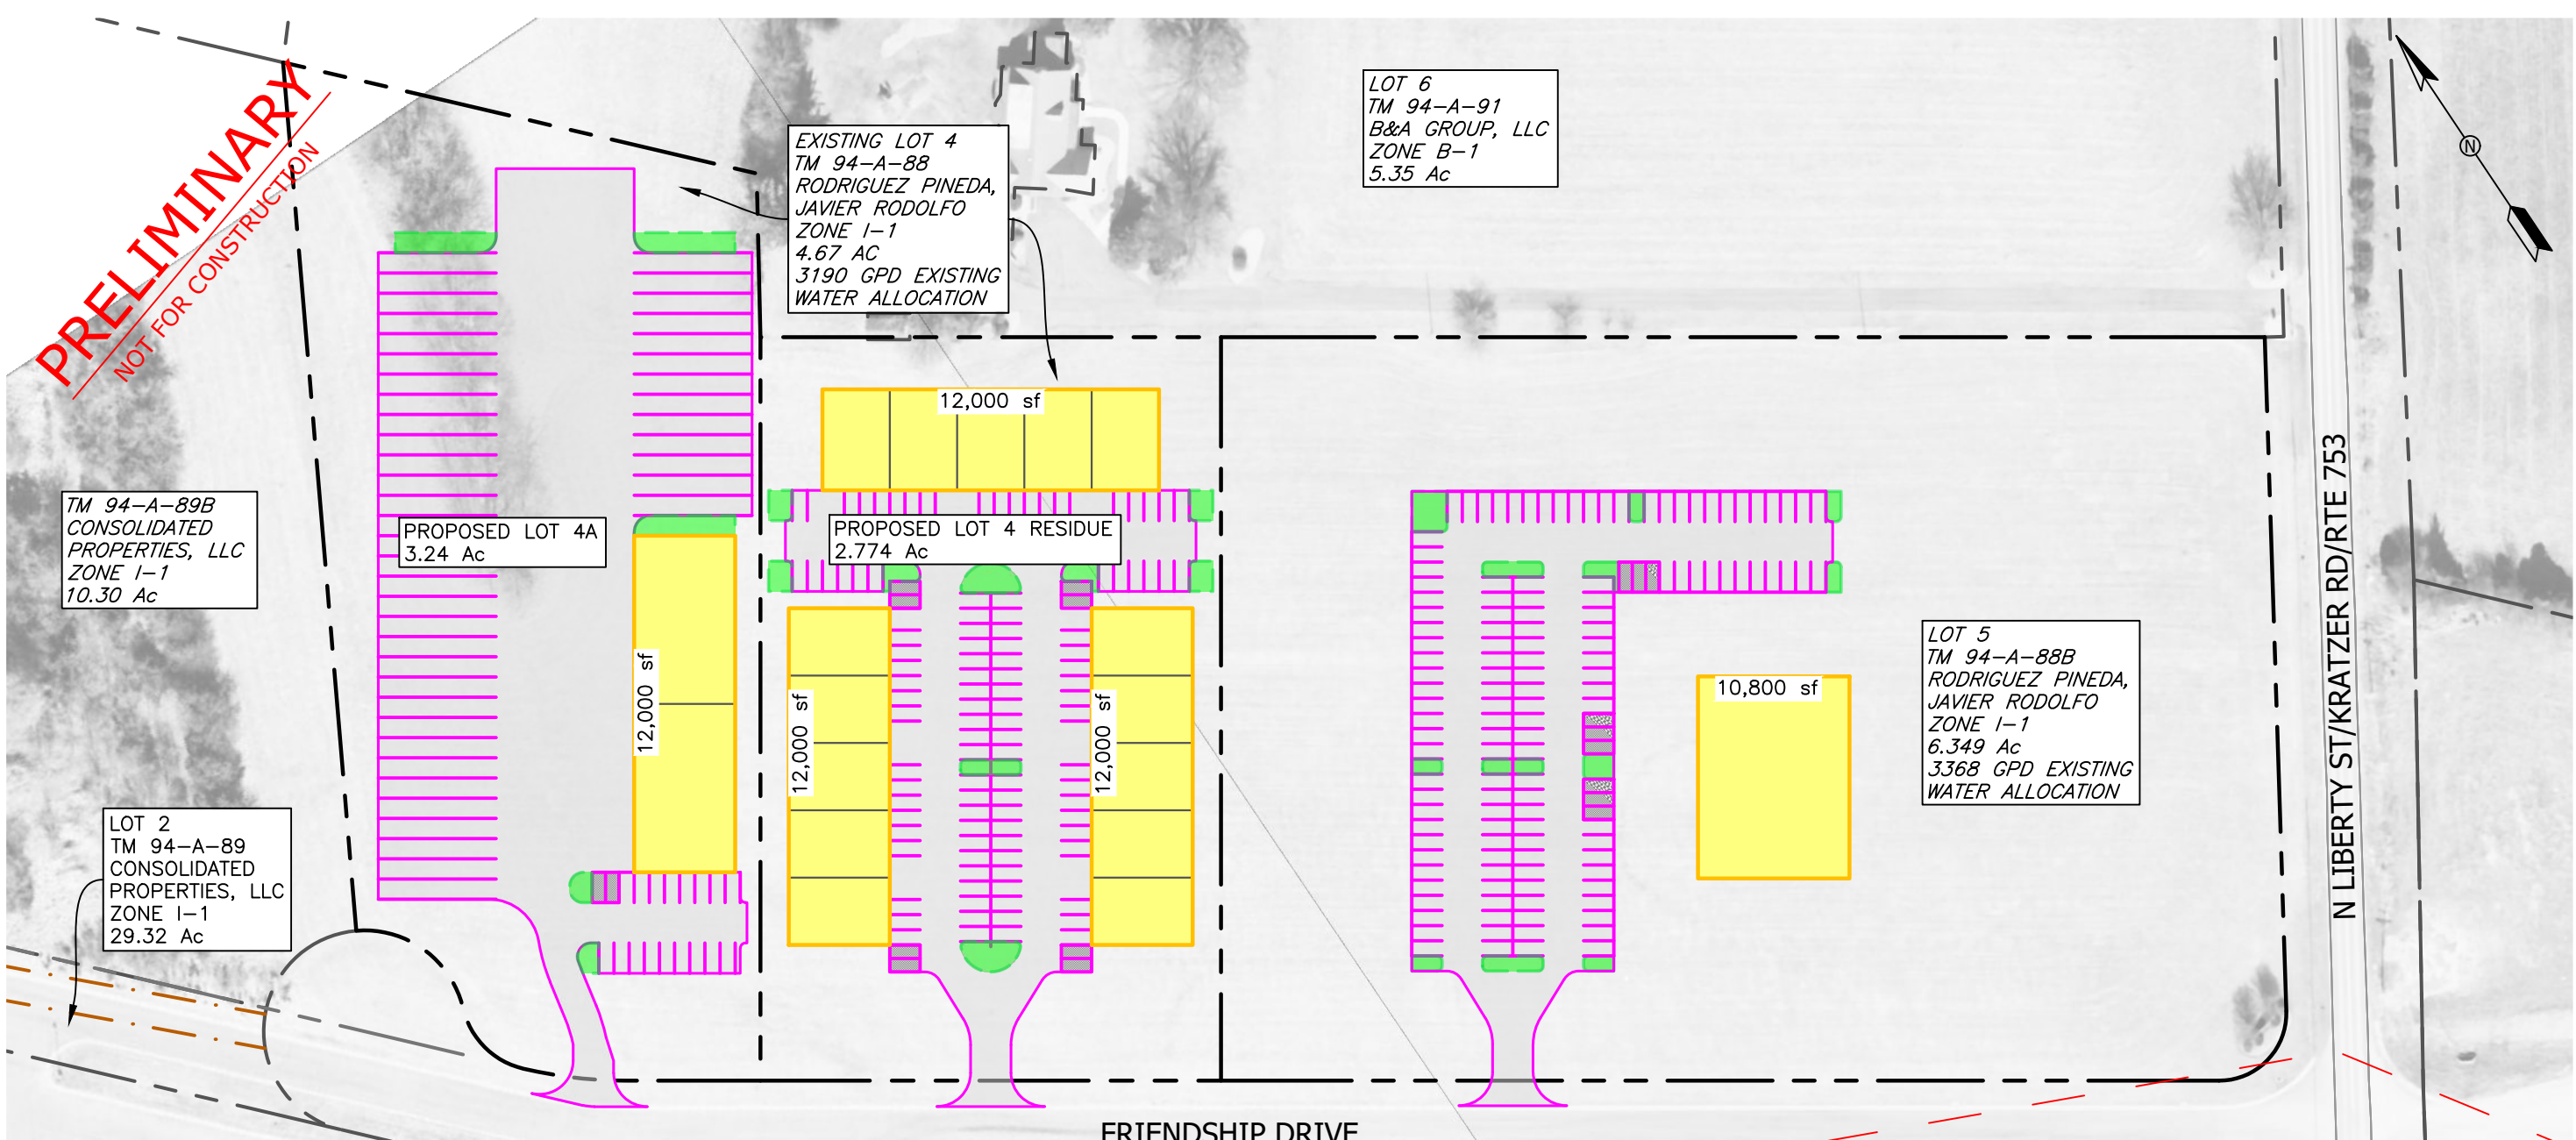 PRELIMINARY
NOT FOR CONSTRUCTION
EXISTING LOT 4
TM 94-A-88
RODRIGUEZ PINEDA,
JAVIER RODOLFO
ZONE I-1
4.67 AC
3190 GPD EXISTING
WATER ALLOCATION
LOT 6
TM 94-A-91
B&A GROUP, LLC
ZONE B-1
5.35 Ac
N
12,000 sf
TM 94-A-89B
CONSOLIDATED
PROPERTIES, LLC
ZONE I-1
10.30 Ac
PROPOSED LOT 4A
3.24 Ac
PROPOSED LOT 4 RESIDUE
2.774 Ac
12,000 sf
12,000 sf
12,000 sf
10,800 sf
LOT 5
TM 94-A-88B
RODRIGUEZ PINEDA,
JAVIER RODOLFO
ZONE I-1
6.349 Ac
3368 GPD EXISTING
WATER ALLOCATION
N LIBERTY ST/KRATZER RD/RTE 753
LOT 2
TM 94-A-89
CONSOLIDATED
PROPERTIES, LLC
ZONE I-1
29.32 Ac
FRIENDSHIP DRIVE